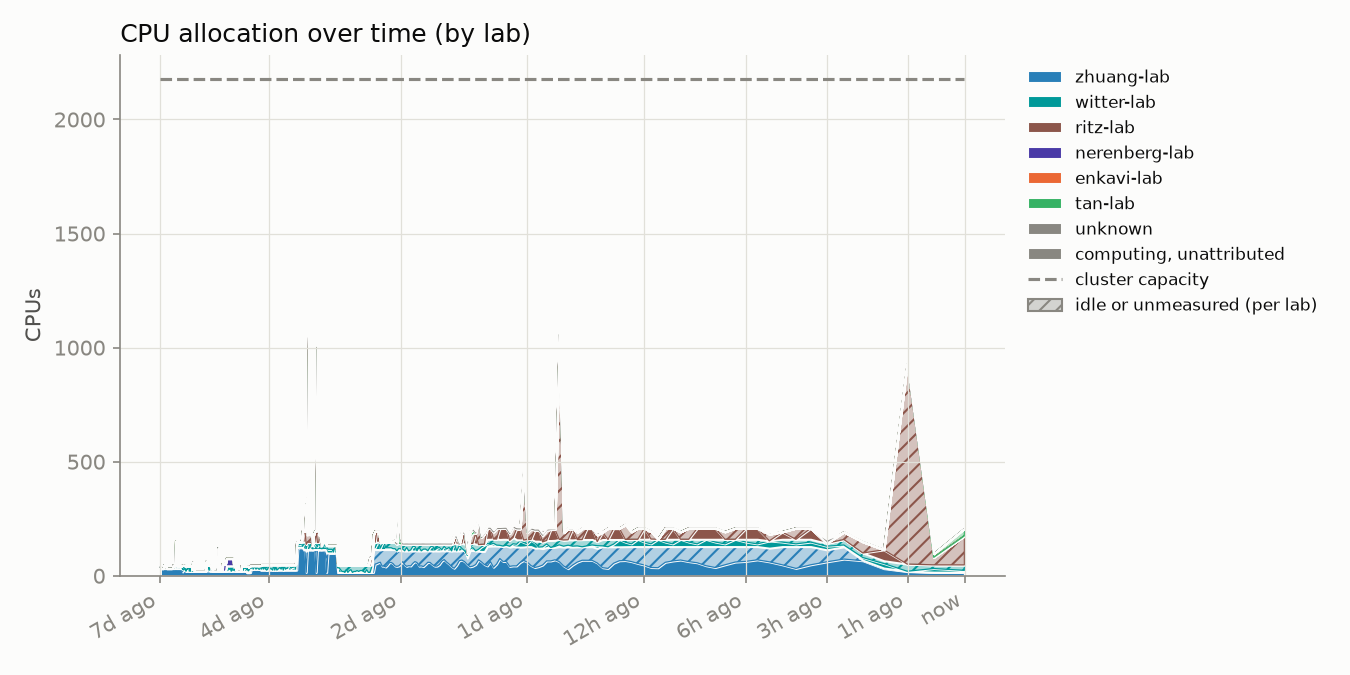 CPU allocation over time (by lab)
CPUs
2000
1500
1000
500
0
7d ago
4d ago
2d ago
1d ago
12h ago
6h ago
3h ago
1h ago
now
zhuang-lab
witter-lab
ritz-lab
nerenberg-lab
enkavi-lab
tan-lab
unknown
computing, unattributed
cluster capacity
idle or unmeasured (per lab)